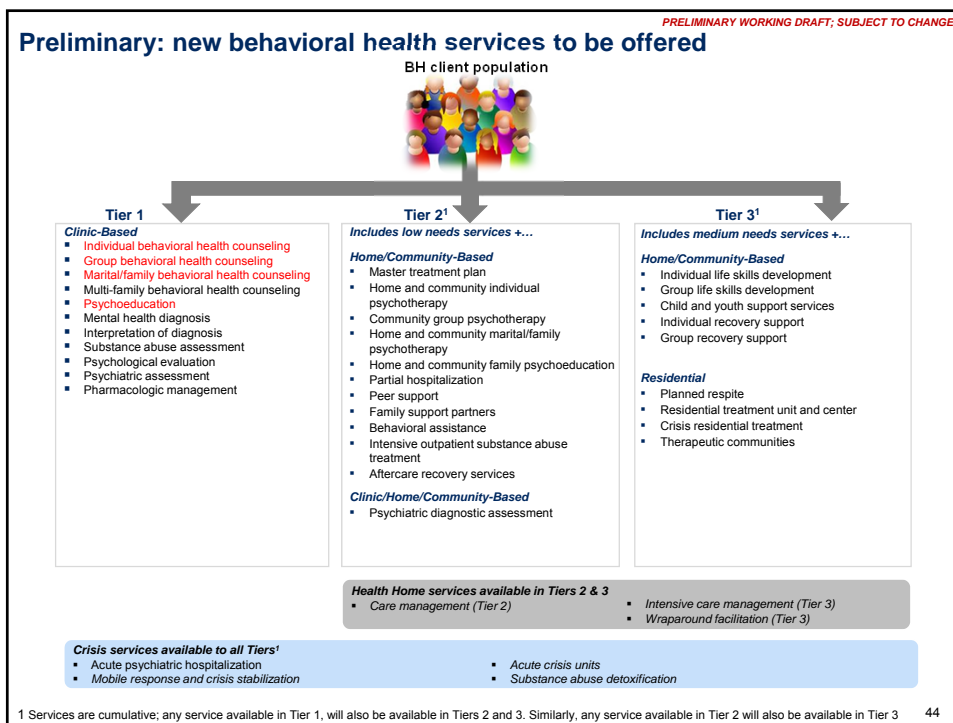 PRELIMINARY WORKING DRAFT; SUBJECT TO CHANGE
Preliminary: new behavioral health services to be offered
BH client population
Tier 1
Clinic-Based
▪ Individual behavioral health counseling
▪ Group behavioral health counseling
▪ Marital/family behavioral health counseling
▪ Multi-family behavioral health counseling
▪ Psychoeducation
▪ Mental health diagnosis
▪ Interpretation of diagnosis
▪ Substance abuse assessment
▪ Psychological evaluation
▪ Psychiatric assessment
▪ Pharmacologic management
Tier 2¹
Includes low needs services +…
Home/Community-Based
▪ Master treatment plan
▪ Home and community individual
psychotherapy
▪ Community group psychotherapy
▪ Home and community marital/family
psychotherapy
▪ Home and community family psychoeducation
▪ Partial hospitalization
▪ Peer support
▪ Family support partners
▪ Behavioral assistance
▪ Intensive outpatient substance abuse
treatment
▪ Aftercare recovery services
Clinic/Home/Community-Based
▪ Psychiatric diagnostic assessment
Tier 3¹
Includes medium needs services +…
Home/Community-Based
▪ Individual life skills development
▪ Group life skills development
▪ Child and youth support services
▪ Individual recovery support
▪ Group recovery support
Residential
▪ Planned respite
▪ Residential treatment unit and center
▪ Crisis residential treatment
▪ Therapeutic communities
Health Home services available in Tiers 2 & 3
▪ Care management (Tier 2)
▪ Intensive care management (Tier 3)
▪ Wraparound facilitation (Tier 3)
Crisis services available to all Tiers¹
▪ Acute psychiatric hospitalization
▪ Mobile response and crisis stabilization
▪ Acute crisis units
▪ Substance abuse detoxification
1 Services are cumulative; any service available in Tier 1, will also be available in Tiers 2 and 3. Similarly, any service available in Tier 2 will also be available in Tier 3
44